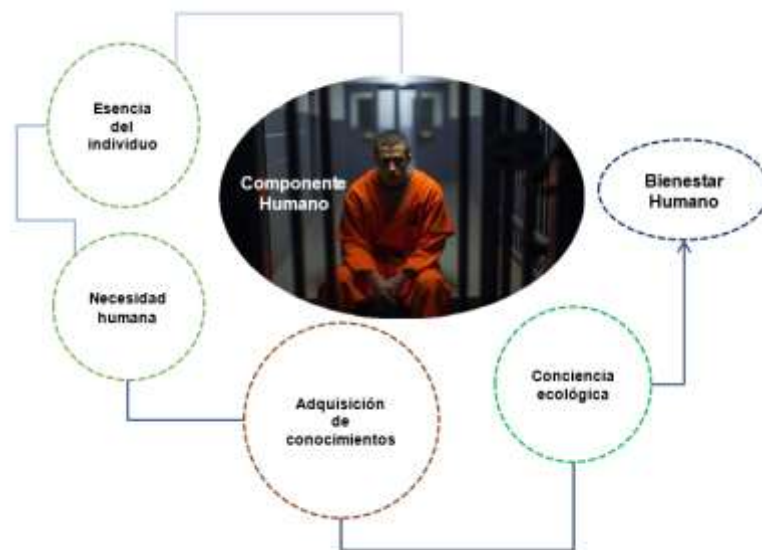 Esencia
del
individuo
Componente
Humano
Bienestar
Humano
Necesidad
humana
Adquisición
de
conocimientos
Conciencia
ecológica